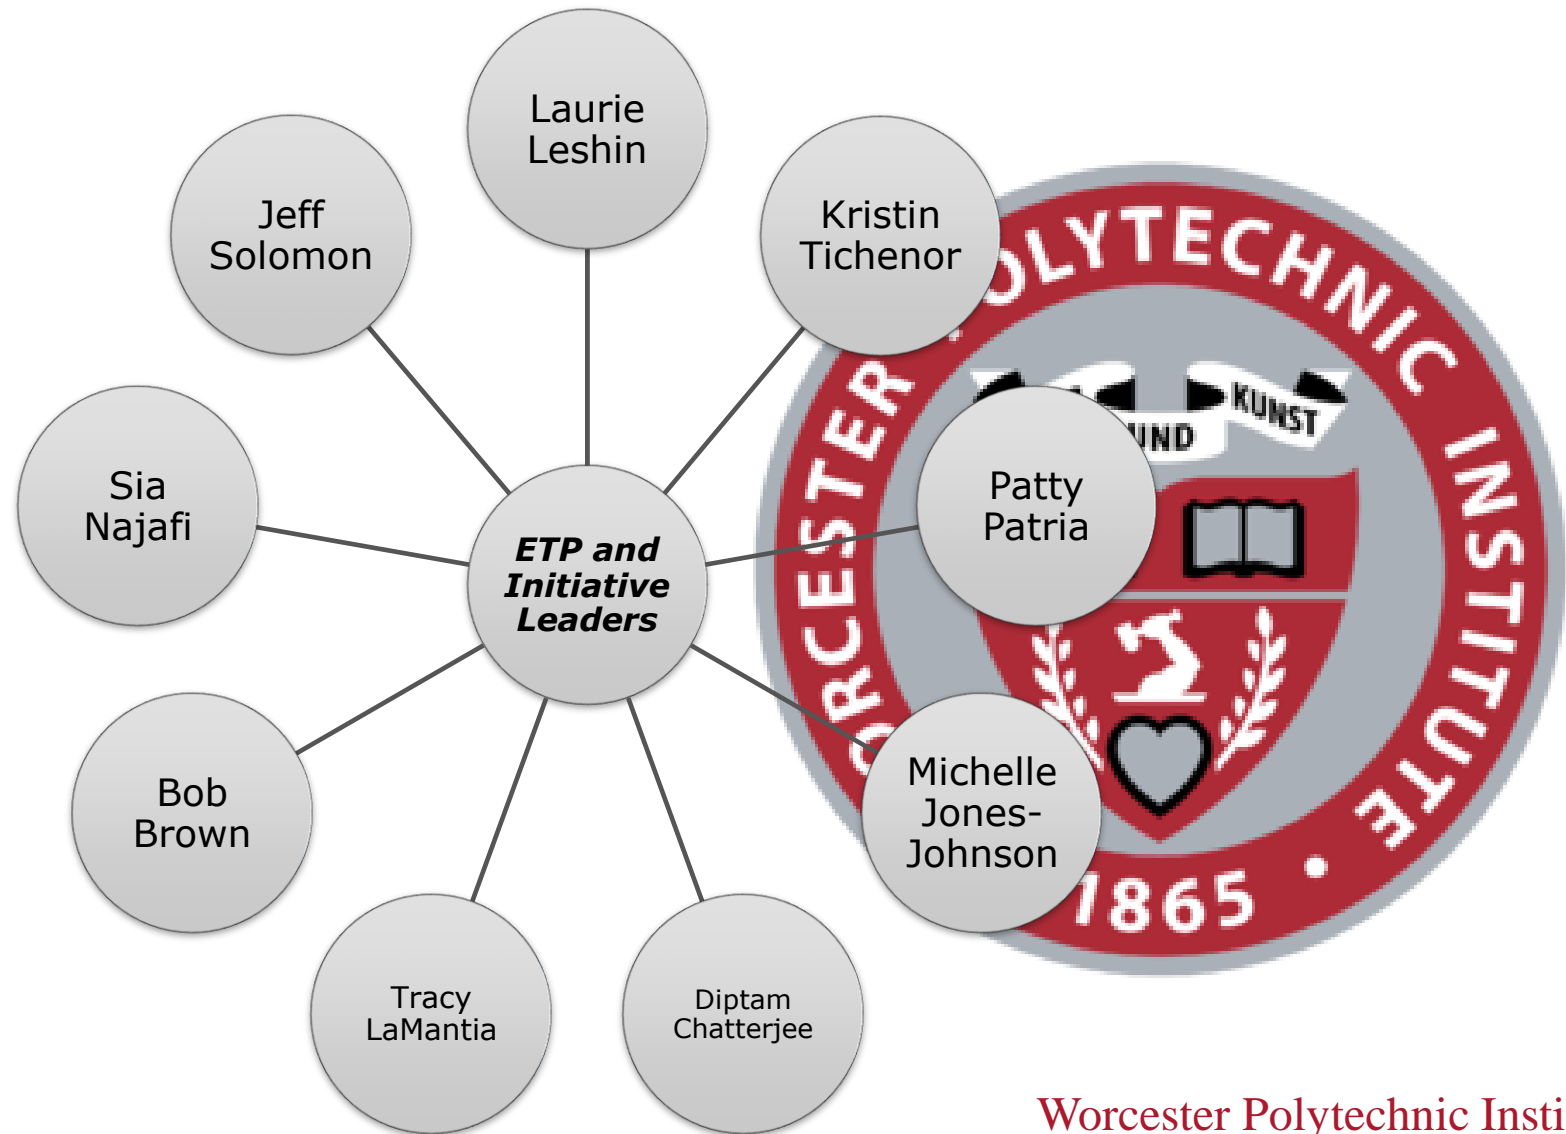 Laurie
Leshin
Kristin
Tichenor
Patty
Patria
Michelle
Jones-
Johnson
Diptam
Chatterjee
Tracy
LaMantia
Bob
Brown
Sia
Najafi
Jeff
Solomon
ETP and
Initiative
Leaders
POLYTECHNIC INSTITUTE
1865
UND
KUNST
Worcester Polytechnic Insti